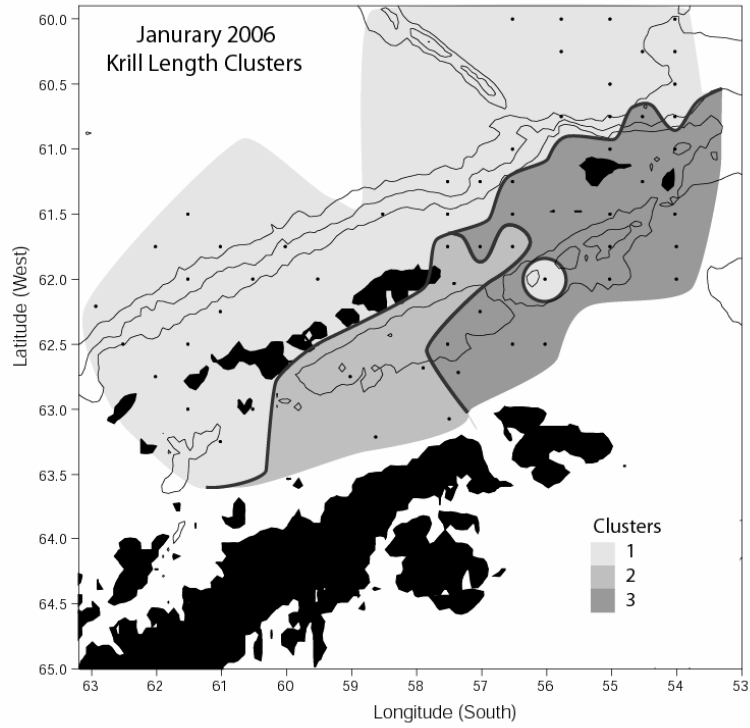 Janurary 2006
Krill Length Clusters
60.0
60.5
61.0
61.5
62.0
62.5
63.0
63.5
64.0
64.5
65.0
Latitude (West)
Clusters
1
2
3
63 62 61 60 59 58 57 56 55 54 53
Longitude (South)